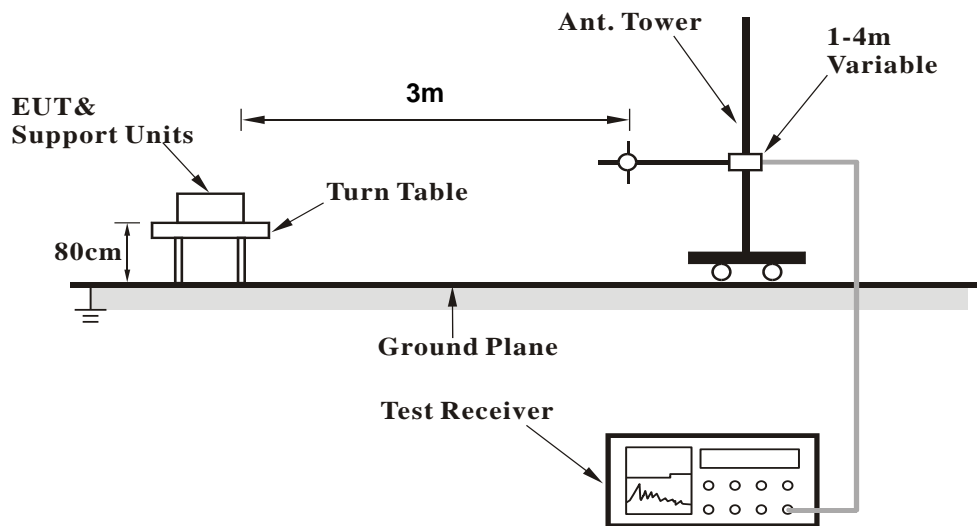 Ant. Tower
1-4m
Variable
3m
EUT&
Support Units
Turn Table
80cm
Ground Plane
Test Receiver